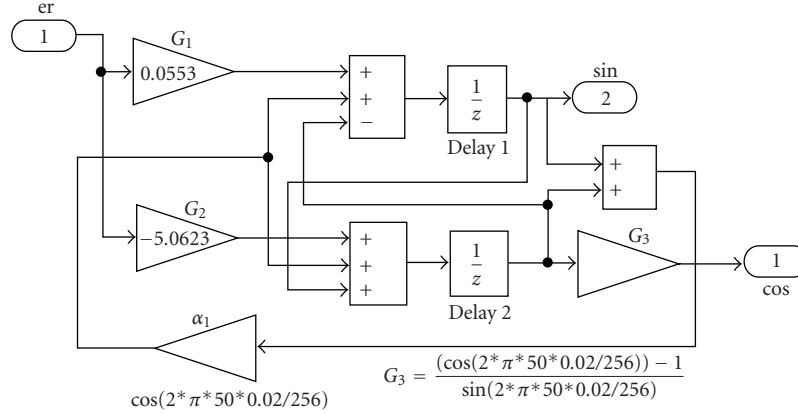 er
1
G₁
0.0553
+
+
−
1/z
Delay 1
sin
2
+
+
G₂
−5.0623
+
+
+
1/z
Delay 2
G₃
1
cos
α₁
cos(2*π*50*0.02/256)
G₃ = (cos(2*π*50*0.02/256)) − 1 / sin(2*π*50*0.02/256)